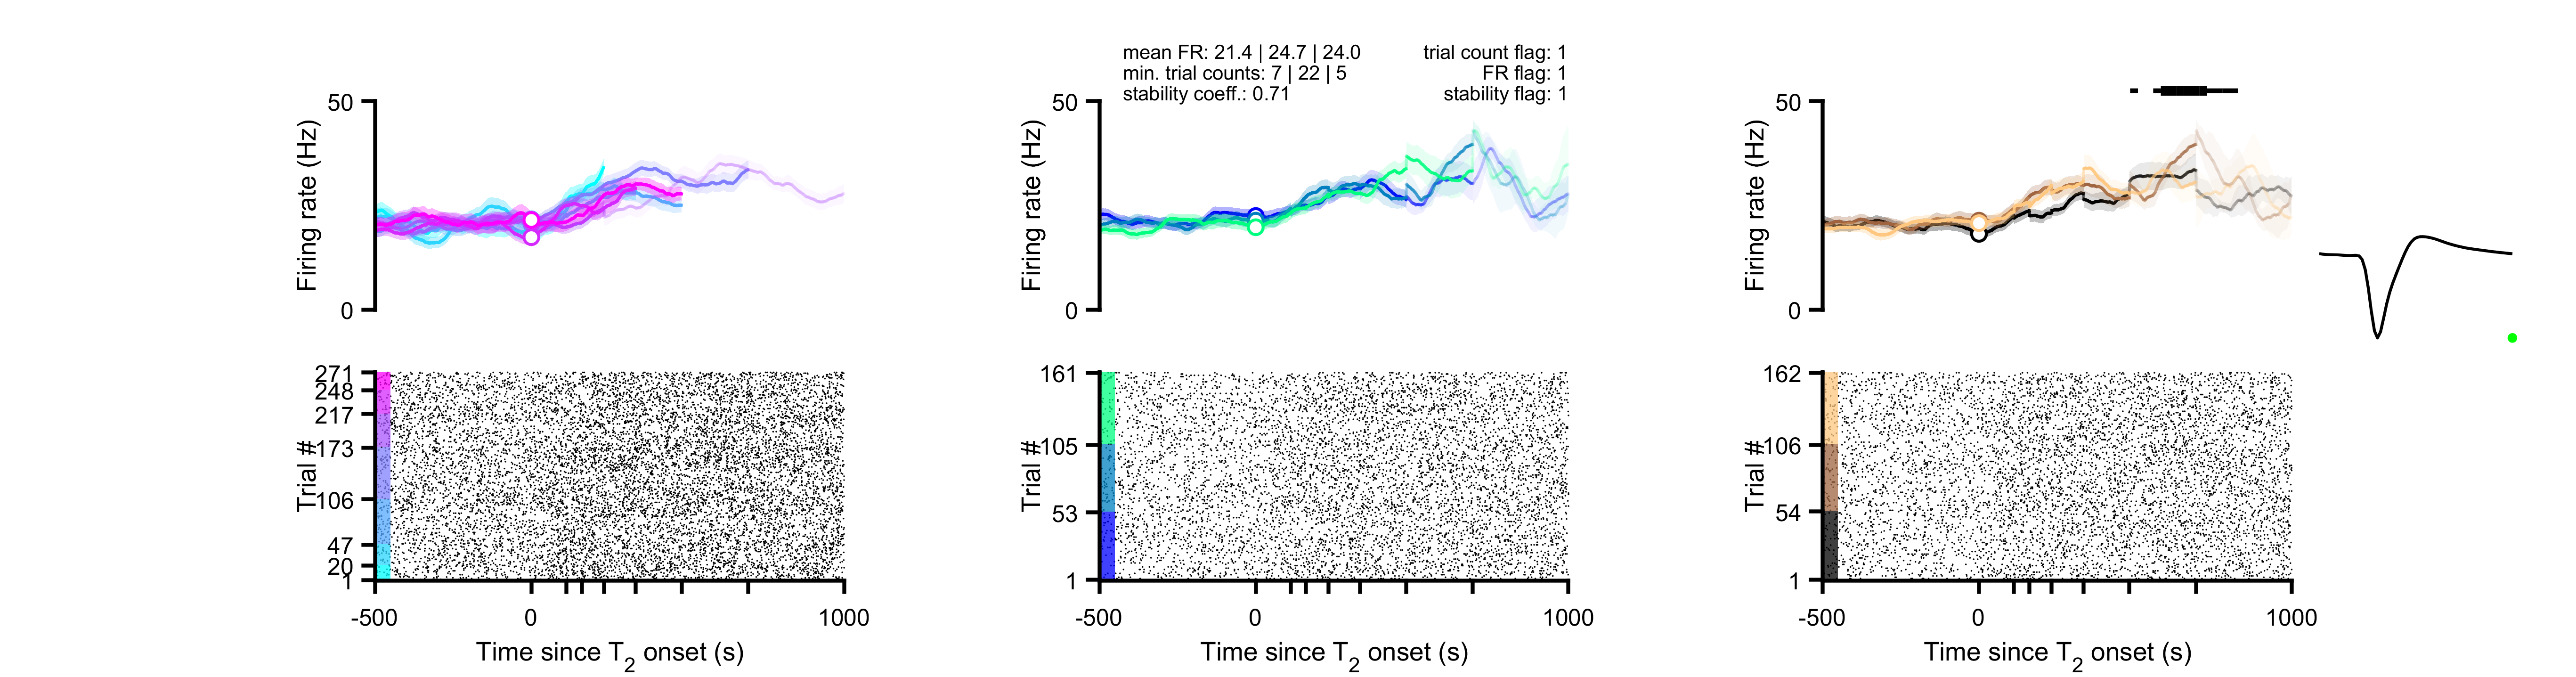 mean FR: 21.4 | 24.7 | 24.0
min. trial counts: 7 | 22 | 5
stability coeff.: 0.71
trial count flag: 1
FR flag: 1
stability flag: 1
50
Firing rate (Hz)
0
50
Firing rate (Hz)
0
50
Firing rate (Hz)
0
271
248
217
173
106
47
20
1
Trial #
-500
0
1000
Time since T2 onset (s)
161
105
53
1
Trial #
-500
0
1000
Time since T2 onset (s)
162
106
54
1
Trial #
-500
0
1000
Time since T2 onset (s)